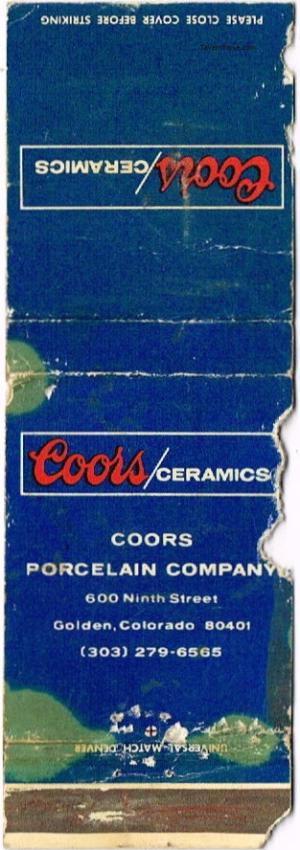 PLEASE CLOSE COVER BEFORE STRIKING
Coors/CERAMICS
Coors/CERAMICS
COORS
PORCELAIN COMPANY
600 Ninth Street
Golden, Colorado 80401
(303) 279-6565
UNIVERSAL MATCH DENVER